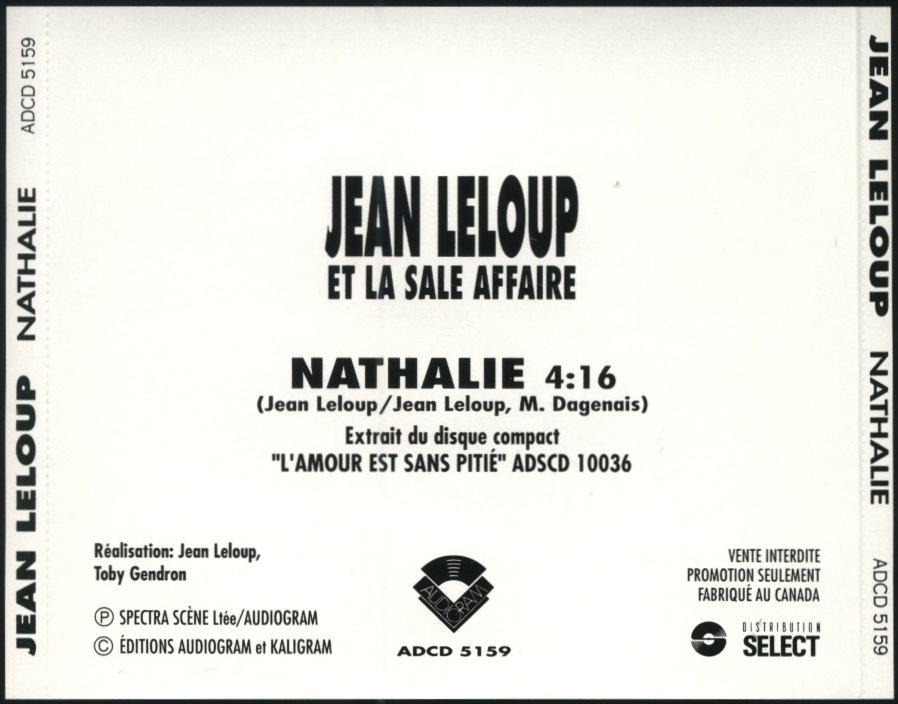 JEAN LELOUP NATHALIE ADCD 5159
JEAN LELOUP
ET LA SALE AFFAIRE
NATHALIE 4:16
(Jean Leloup/Jean Leloup, M. Dagenais)
Extrait du disque compact
"L'AMOUR EST SANS PITIÉ" ADSCD 10036
Réalisation: Jean Leloup,
Toby Gendron
Ⓟ SPECTRA SCÈNE Ltée/AUDIOGRAM
© ÉDITIONS AUDIOGRAM et KALIGRAM
AUDIOGRAM
ADCD 5159
VENTE INTERDITE
PROMOTION SEULEMENT
FABRIQUÉ AU CANADA
DISTRIBUTION
SELECT
JEAN LELOUP NATHALIE ADCD 5159